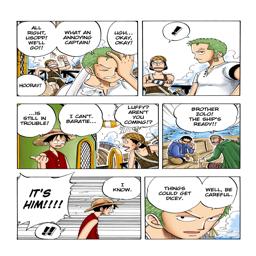 !!
UGH...
OKAY,
OKAY!
WHAT AN
ANNOYING
CAPTAIN!
ALL
RIGHT,
USOPP!
WE'LL
GO!!
HOORAY!
BROTHER
ZOLO!
THE SHIP'S
READY!!
LUFFY?
AREN'T
YOU
COMING!?
I CAN'T.
BARATIE...
...IS
STILL IN
TROUBLE!
WELL, BE
CAREFUL.
THINGS
COULD GET
DICEY.
I
KNOW.
!!
IT'S
HIM!!!!